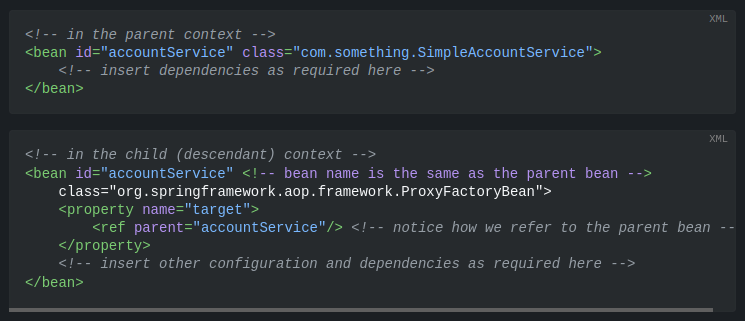 XML
<!-- in the parent context -->
<bean id="accountService" class="com.something.SimpleAccountService">
    <!-- insert dependencies as required here -->
</bean>
XML
<!-- in the child (descendant) context -->
<bean id="accountService" <!-- bean name is the same as the parent bean -->
    class="org.springframework.aop.framework.ProxyFactoryBean">
    <property name="target">
        <ref parent="accountService"/> <!-- notice how we refer to the parent bean --
    </property>
    <!-- insert other configuration and dependencies as required here -->
</bean>